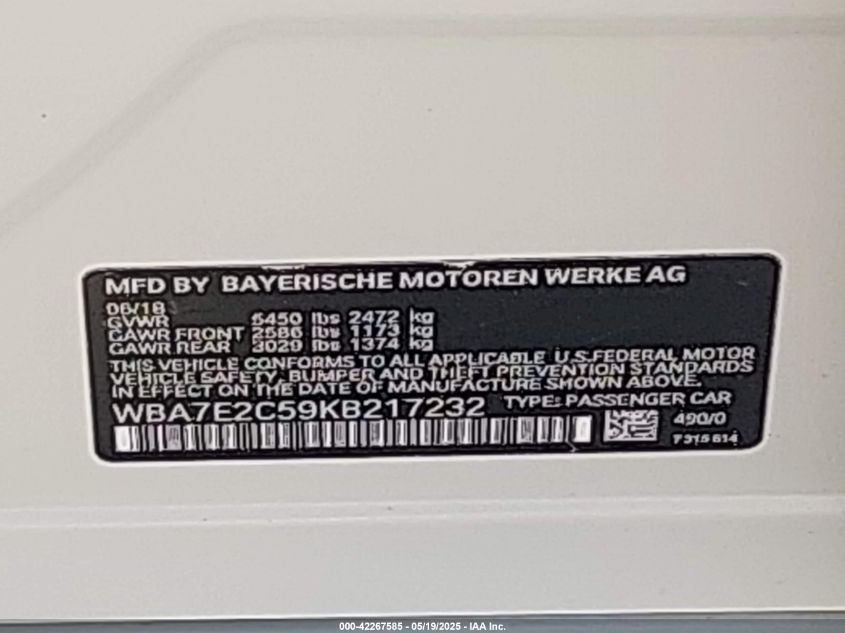 MFD BY BAYERISCHE MOTOREN WERKE AG
06/18
GVWR 5450 lbs 2472 kg
GAWR FRONT 2586 lbs 1173 kg
GAWR REAR 3029 lbs 1374 kg
THIS VEHICLE CONFORMS TO ALL APPLICABLE U.S.FEDERAL MOTOR
VEHICLE SAFETY, BUMPER AND THEFT PREVENTION STANDARDS
IN EFFECT ON THE DATE OF MANUFACTURE SHOWN ABOVE.
WBA7E2C59KB217232 TYPE: PASSENGER CAR
490/0
7315614
000-42267585 - 05/19/2025 - IAA Inc.